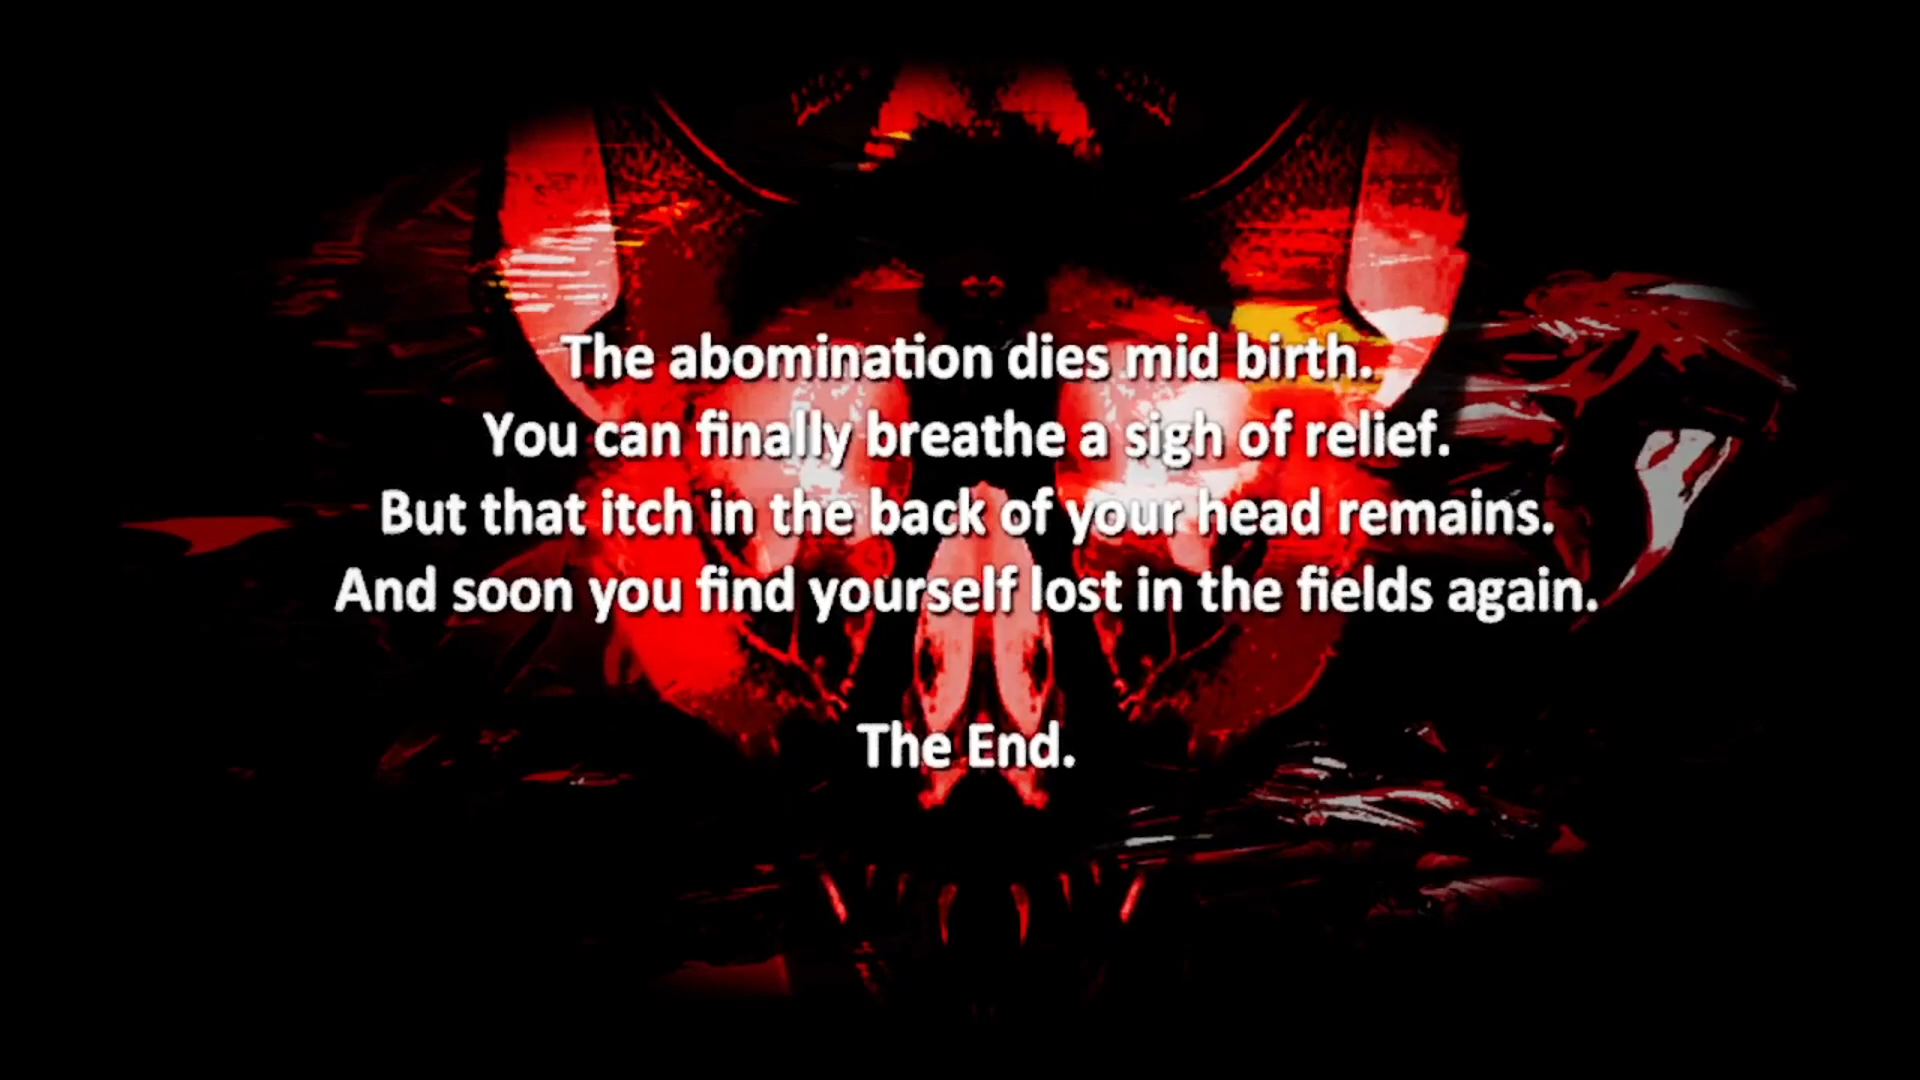 The abomination dies mid birth.
You can finally breathe a sigh of relief.
But that itch in the back of your head remains.
And soon you find yourself lost in the fields again.
The End.